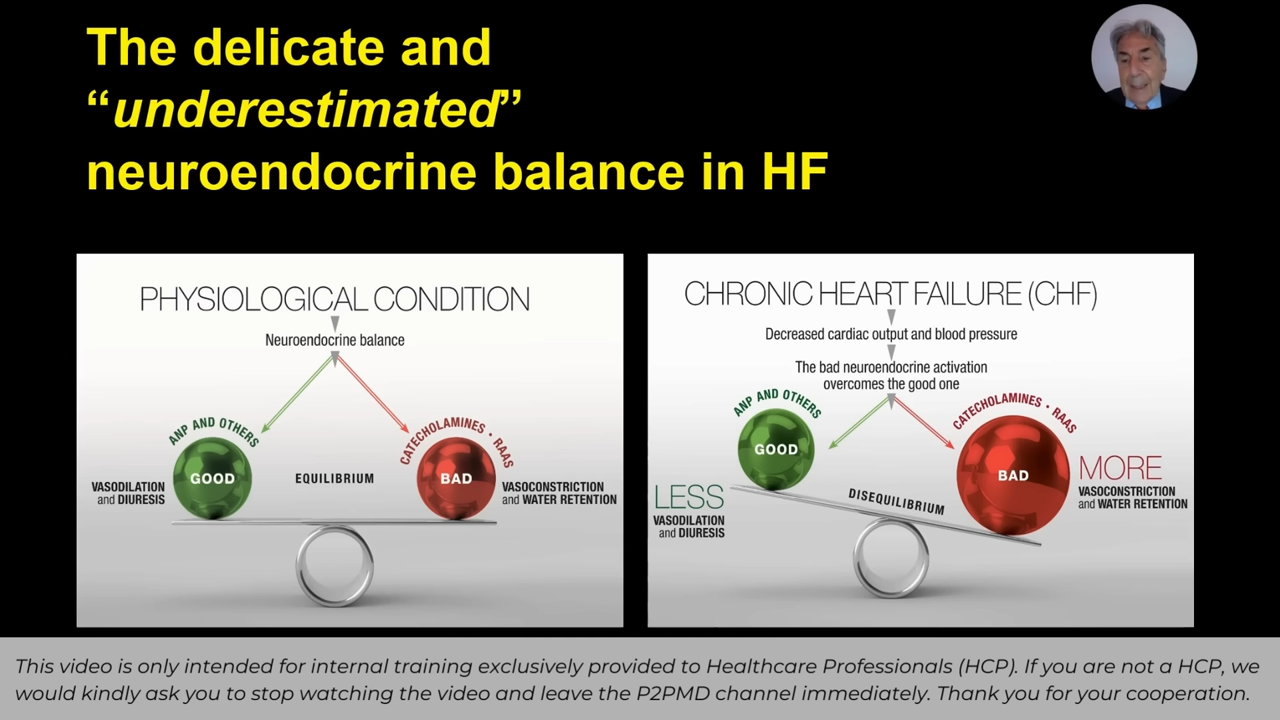 The delicate and
“underestimated”
neuroendocrine balance in HF
PHYSIOLOGICAL CONDITION
Neuroendocrine balance
ANP AND OTHERS
CATECHOLAMINES • RAAS
GOOD
EQUILIBRIUM
BAD
VASODILATION
and DIURESIS
VASOCONSTRICTION
and WATER RETENTION
CHRONIC HEART FAILURE (CHF)
Decreased cardiac output and blood pressure
The bad neuroendocrine activation
overcomes the good one
ANP AND OTHERS
CATECHOLAMINES • RAAS
GOOD
BAD
LESS
VASODILATION
and DIURESIS
DISEQUILIBRIUM
MORE
VASOCONSTRICTION
and WATER RETENTION
This video is only intended for internal training exclusively provided to Healthcare Professionals (HCP). If you are not a HCP, we
would kindly ask you to stop watching the video and leave the P2PMD channel immediately. Thank you for your cooperation.